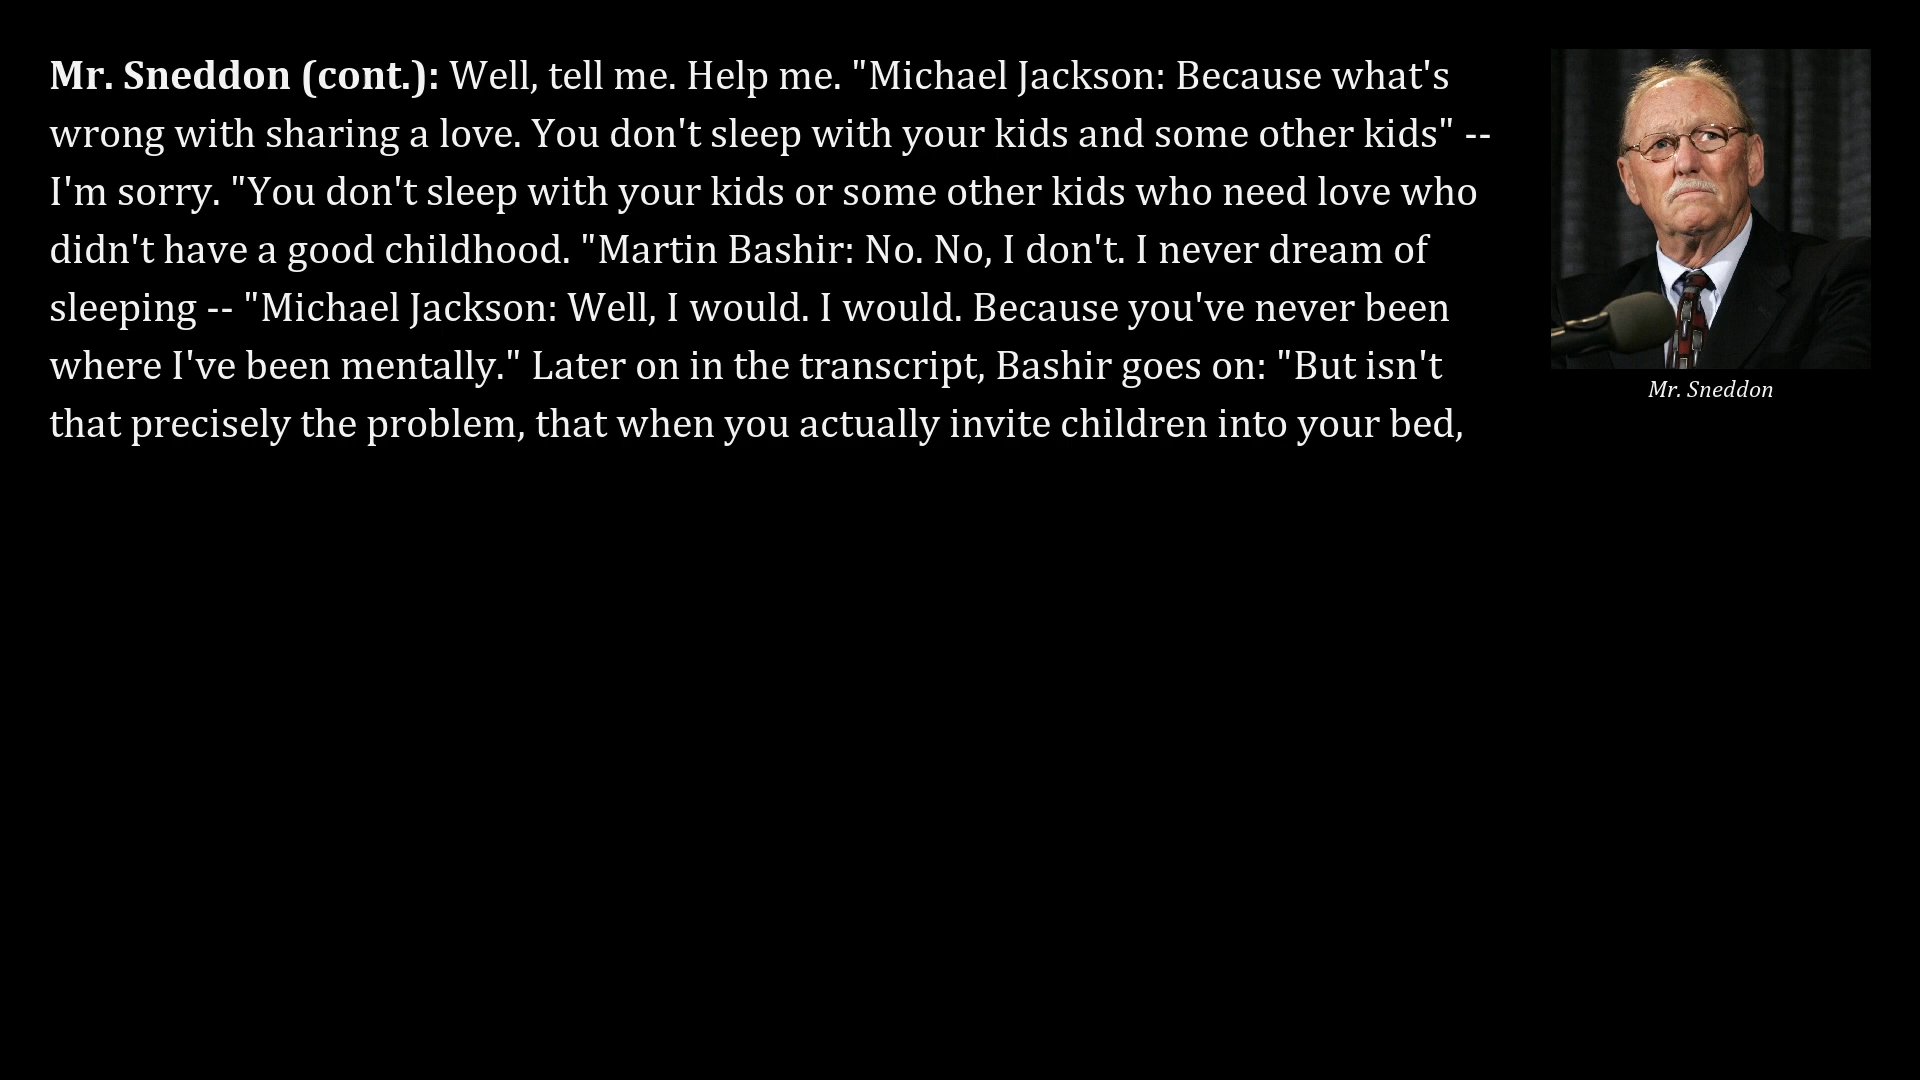 Mr. Sneddon (cont.): Well, tell me. Help me. "Michael Jackson: Because what's
wrong with sharing a love. You don't sleep with your kids and some other kids" --
I'm sorry. "You don't sleep with your kids or some other kids who need love who
didn't have a good childhood. "Martin Bashir: No. No, I don't. I never dream of
sleeping -- "Michael Jackson: Well, I would. I would. Because you've never been
where I've been mentally." Later on in the transcript, Bashir goes on: "But isn't
that precisely the problem, that when you actually invite children into your bed,
Mr. Sneddon